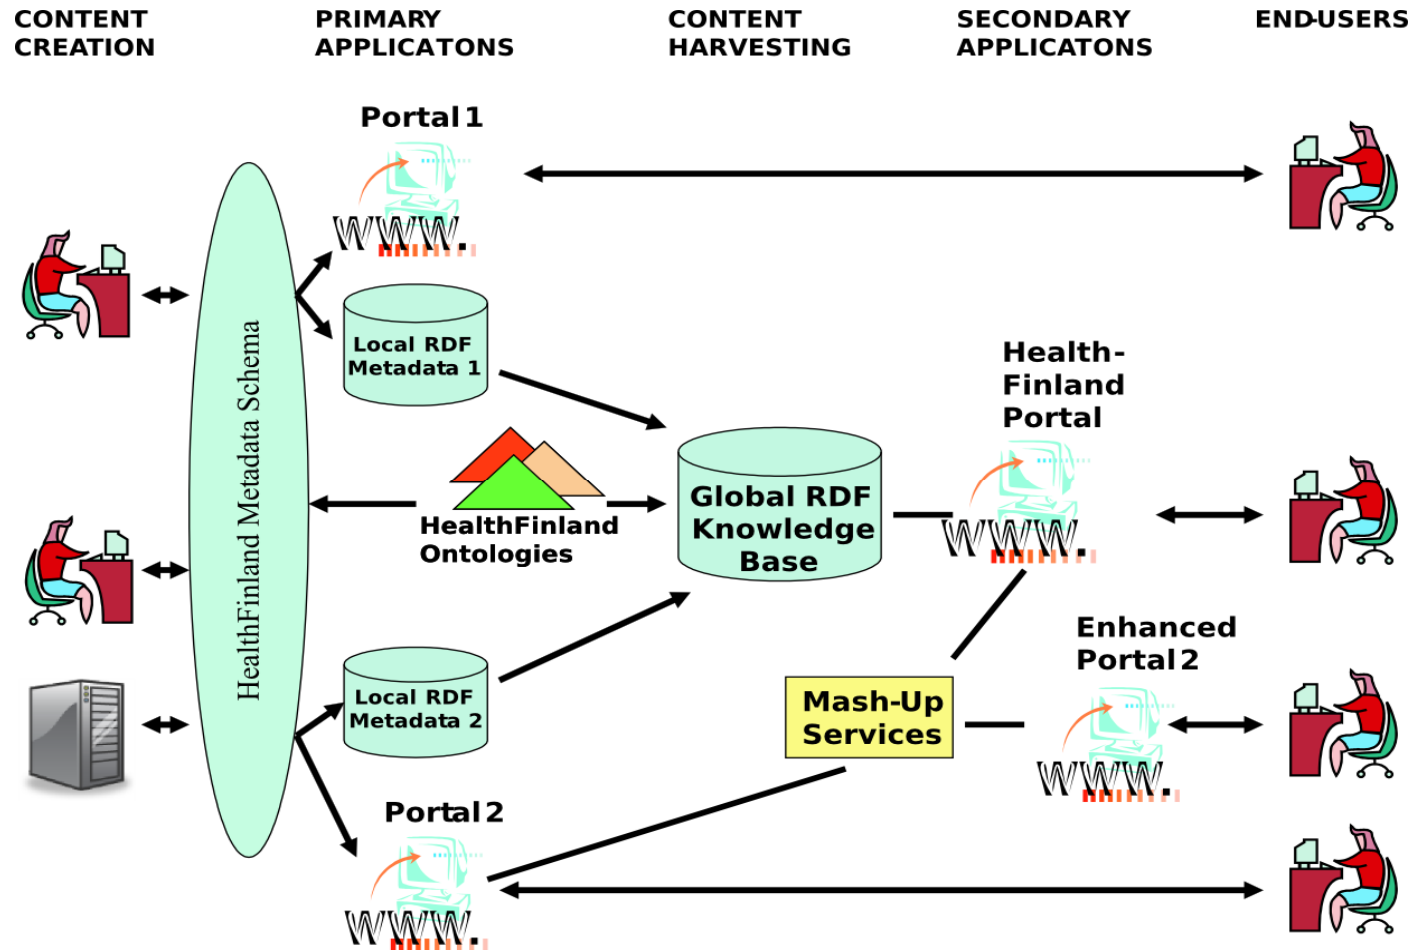 CONTENT
CREATION
PRIMARY
APPLICATONS
CONTENT
HARVESTING
SECONDARY
APPLICATONS
END-USERS
Portal 1
www.
HealthFinland Metadata Schema
Local RDF
Metadata 1
Health-
Finland
Portal
www.
HealthFinland
Ontologies
Global RDF
Knowledge
Base
Enhanced
Portal 2
www.
Local RDF
Metadata 2
Mash-Up
Services
Portal 2
www.